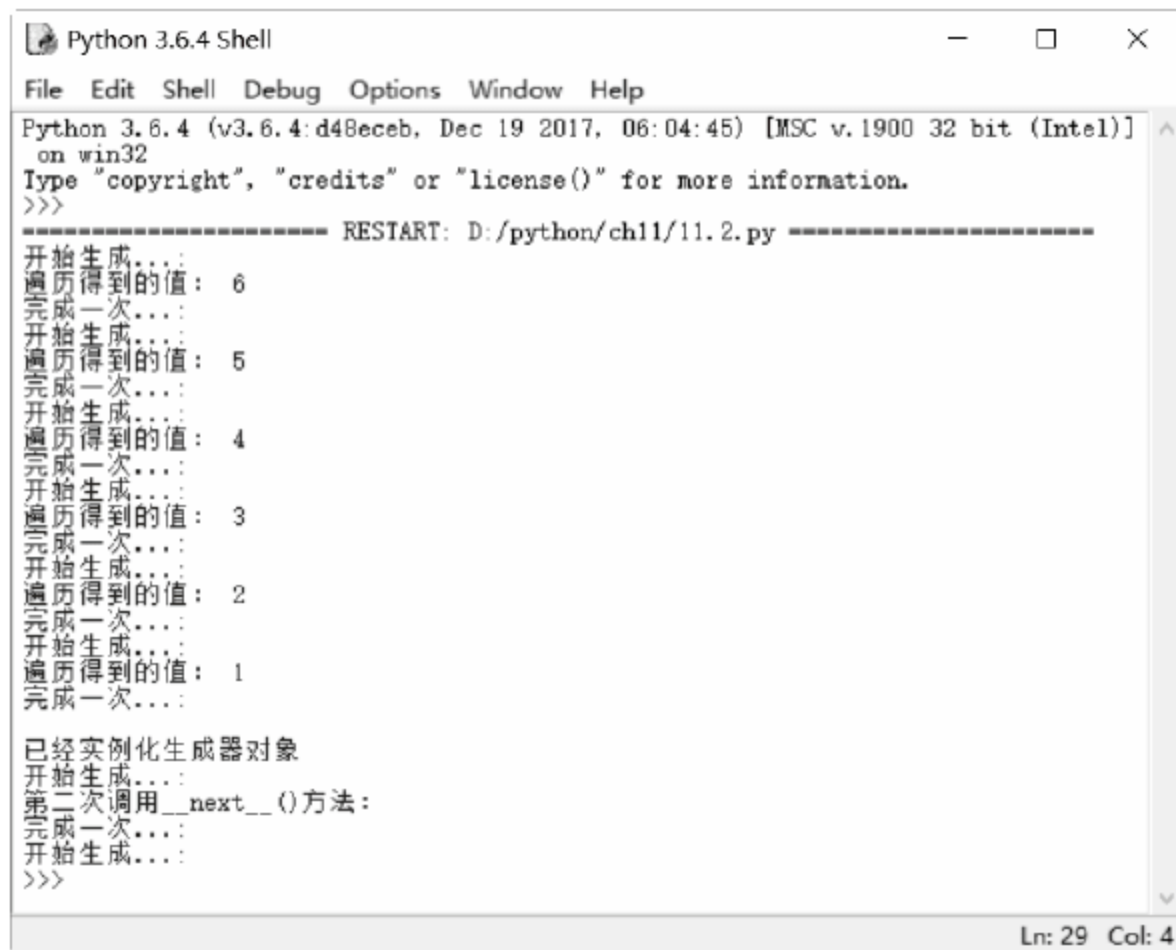 Python 3.6.4 Shell
File Edit Shell Debug Options Window Help
Python 3.6.4 (v3.6.4:d48eceb, Dec 19 2017, 06:04:45) [MSC v.1900 32 bit (Intel)]
on win32
Type "copyright", "credits" or "license()" for more information.
>>>
====================== RESTART: D:/python/ch11/11.2.py ======================
开始生成...:
遍历得到的值： 6
完成一次...:
开始生成...:
遍历得到的值： 5
完成一次...:
开始生成...:
遍历得到的值： 4
完成一次...:
开始生成...:
遍历得到的值： 3
完成一次...:
开始生成...:
遍历得到的值： 2
完成一次...:
开始生成...:
遍历得到的值： 1
完成一次...:
已经实例化生成器对象
开始生成...:
第二次调用__next__()方法：
完成一次...:
开始生成...:
>>>
Ln: 29 Col: 4